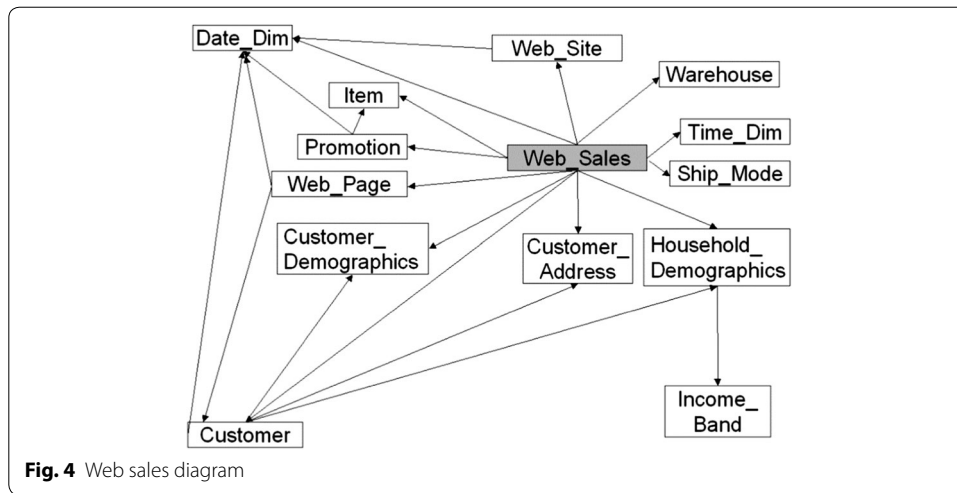 Date_Dim
Web_Site
Warehouse
Item
Time_Dim
Promotion
Web_Sales
Ship_Mode
Web_Page
Customer_
Demographics
Customer_
Address
Household_
Demographics
Income_
Band
Customer
Fig. 4 Web sales diagram